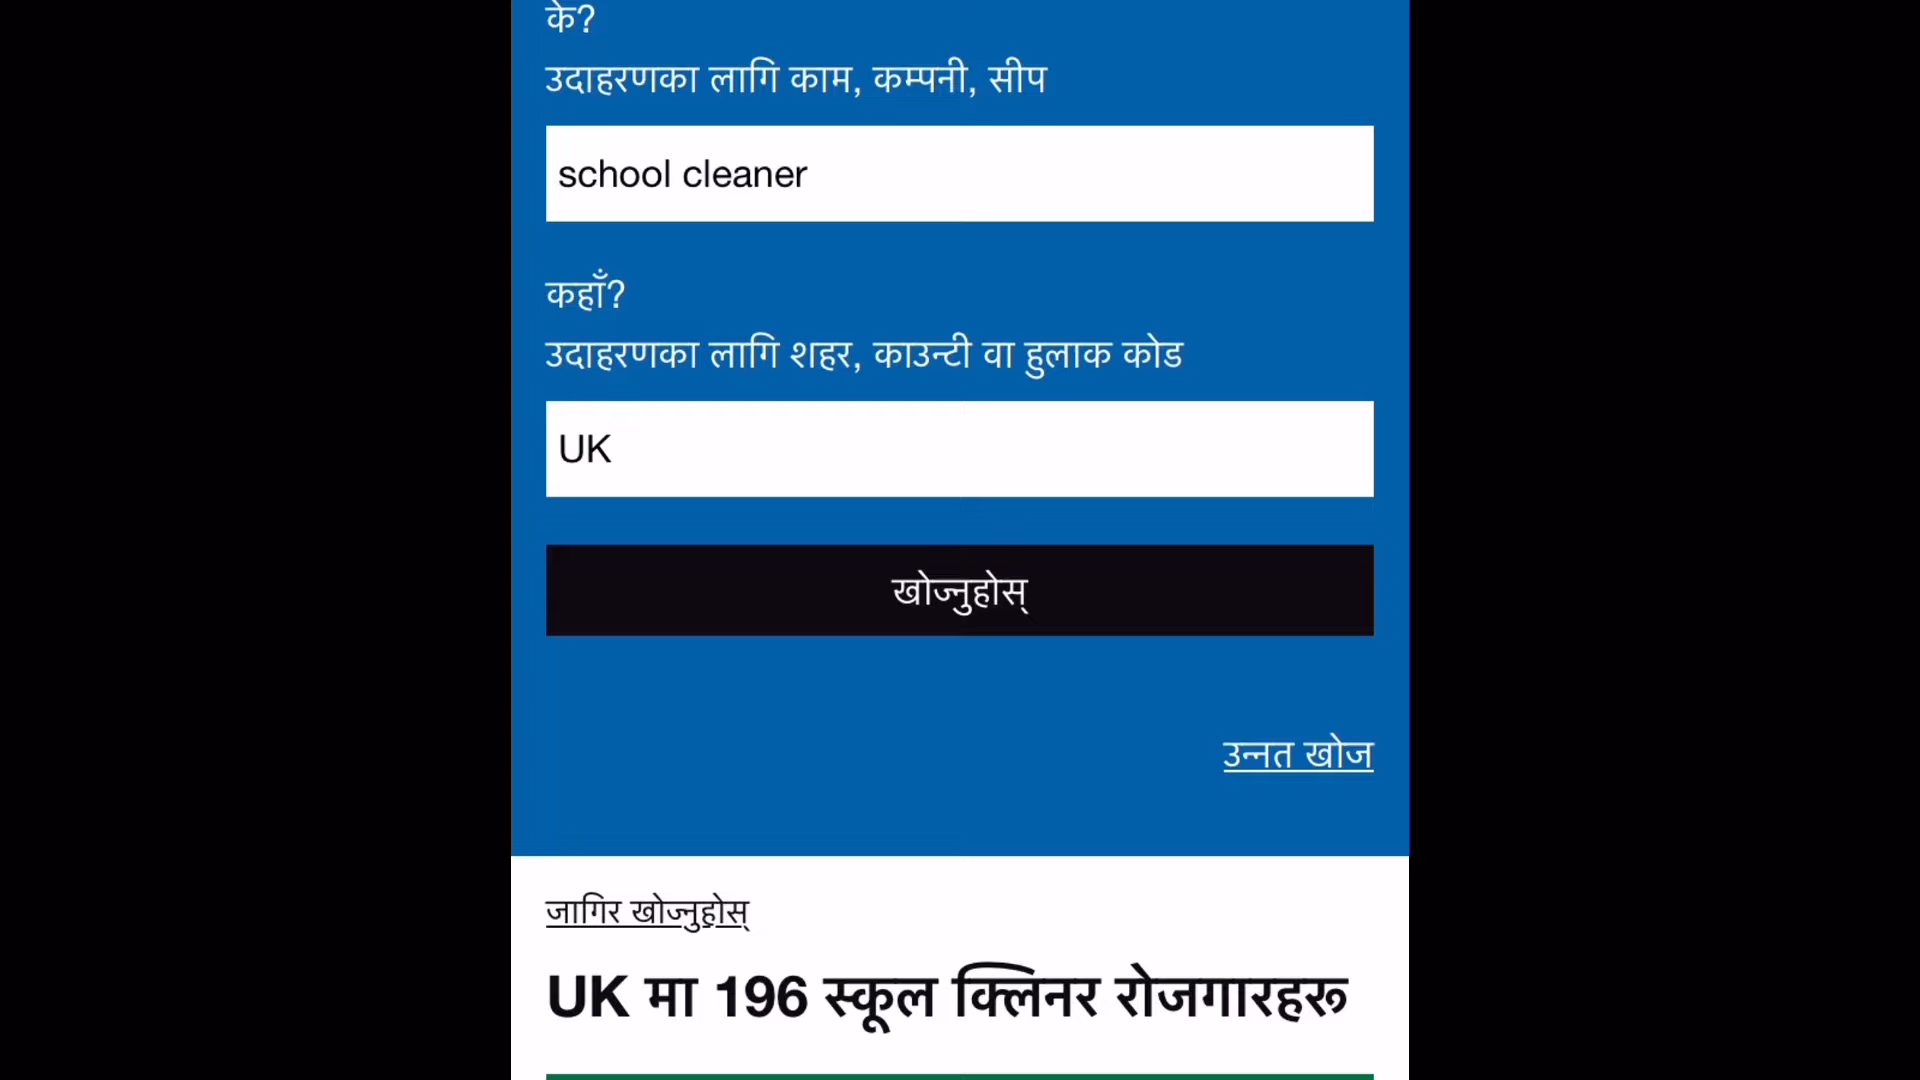 के?
उदाहरणका लागि काम, कम्पनी, सीप
school cleaner
कहाँ?
उदाहरणका लागि शहर, काउन्टी वा हुलाक कोड
UK
खोज्नुहोस्
उन्नत खोज
जागिर खोज्नुहोस्
UK मा 196 स्कूल क्लिनर रोजगारहरू